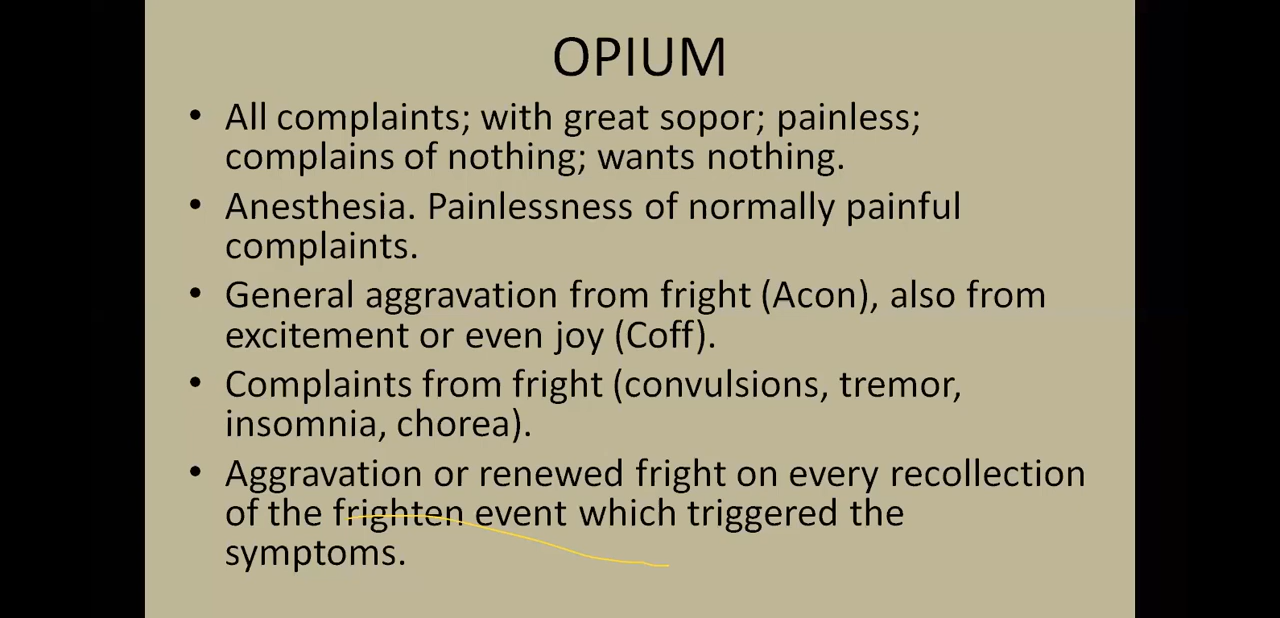 OPIUM
• All complaints; with great sopor; painless;
complains of nothing; wants nothing.
• Anesthesia. Painlessness of normally painful
complaints.
• General aggravation from fright (Acon), also from
excitement or even joy (Coff).
• Complaints from fright (convulsions, tremor,
insomnia, chorea).
• Aggravation or renewed fright on every recollection
of the frighten event which triggered the
symptoms.